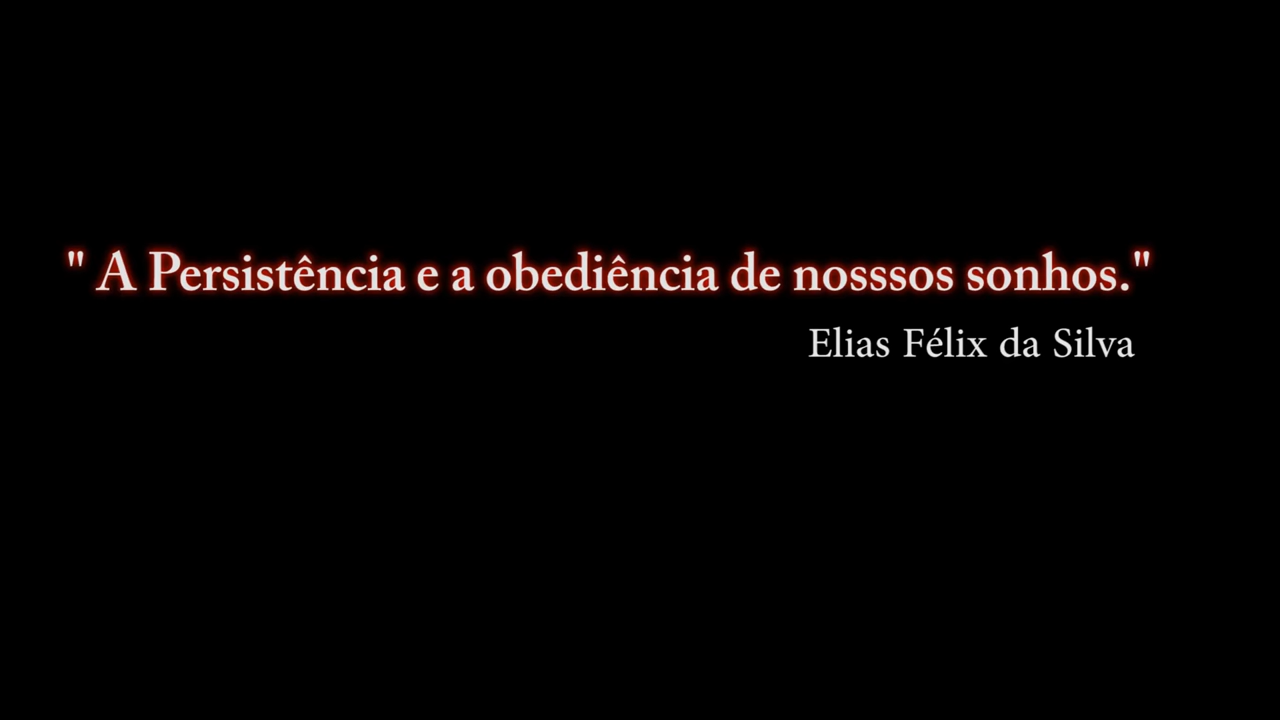 " A Persistência e a obediência de nosssos sonhos."
Elias Félix da Silva